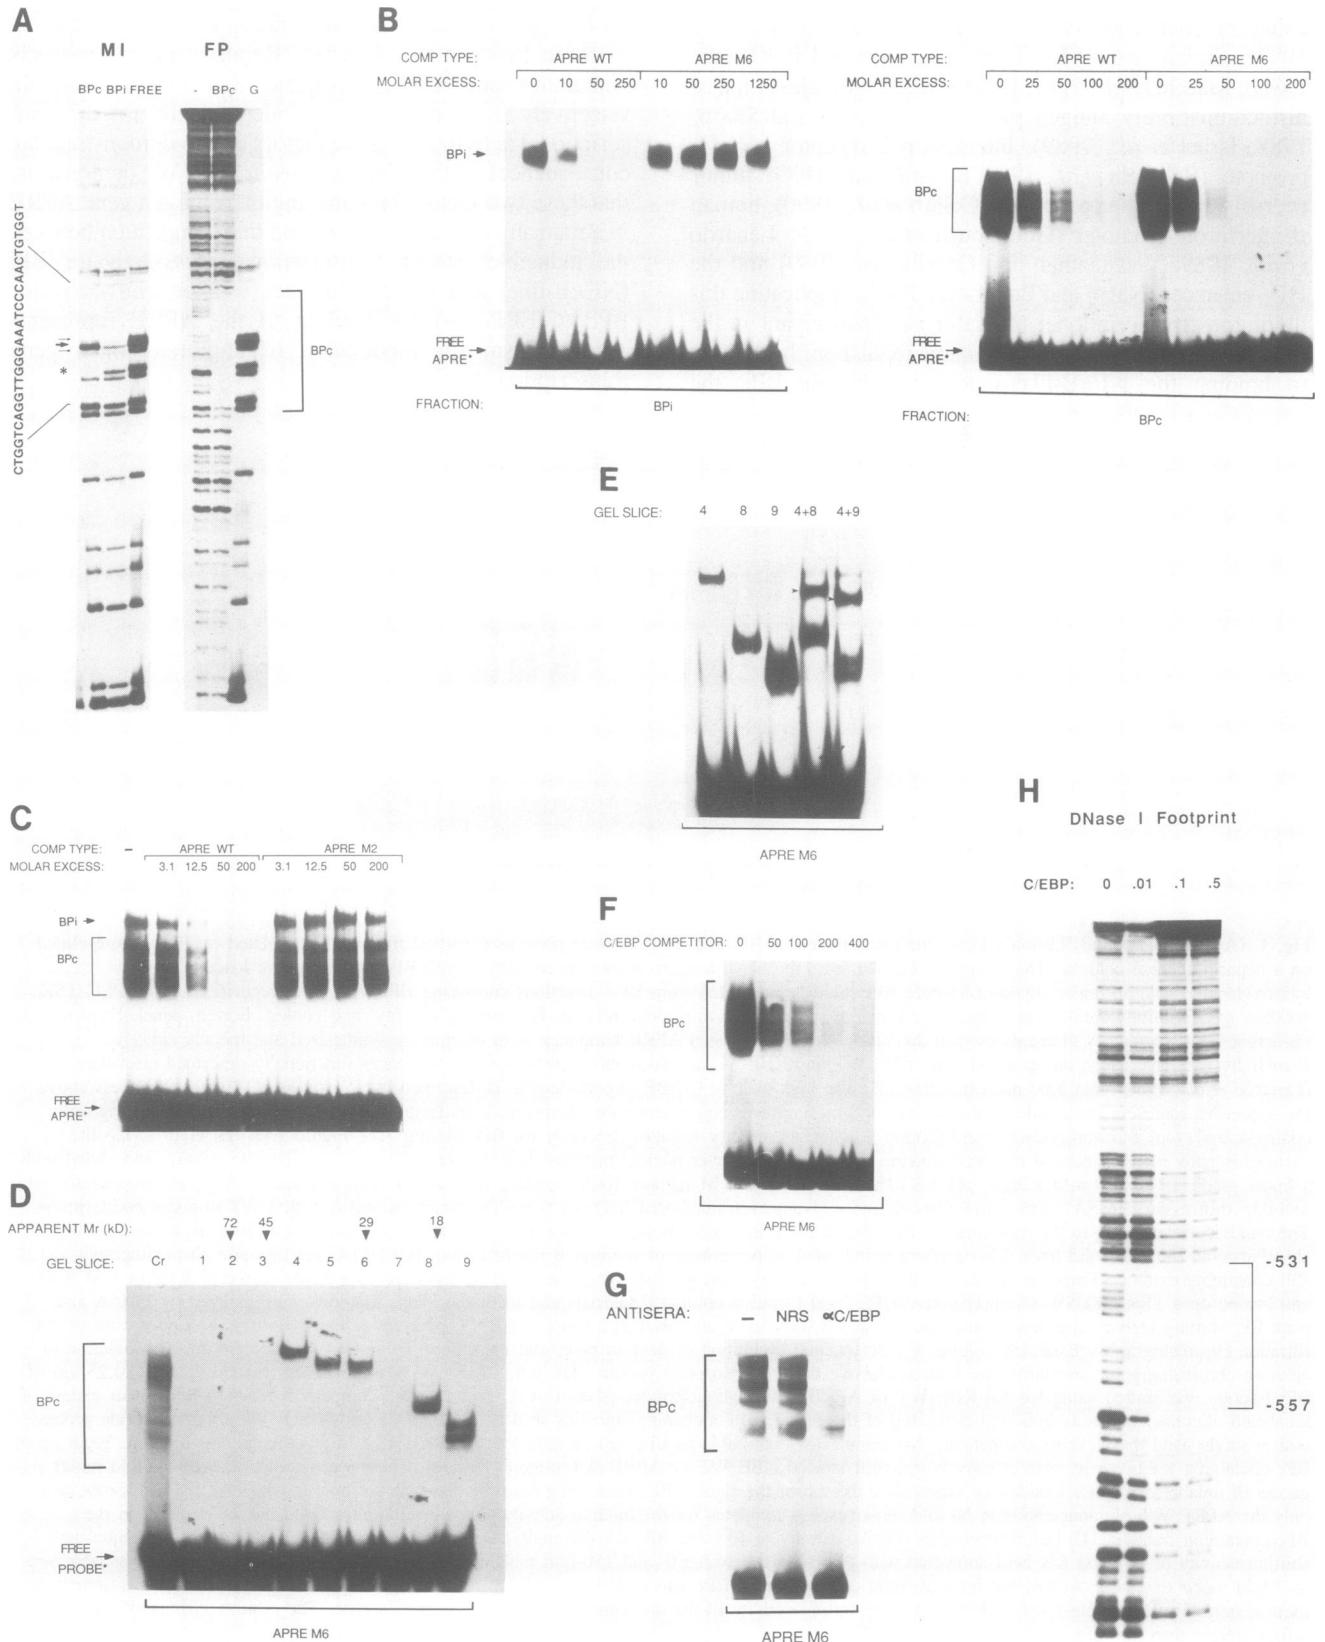 A
MI FP
BPc BPi FREE - BPc G
CTGGTCAGGTTGGGGAAATCCCAACTGTGGT
*
BPc
B
COMP TYPE: APRE WT APRE M6
MOLAR EXCESS: 0 10 50 250 10 50 250 1250
BPi
FREE
APRE*
FRACTION: BPi
COMP TYPE: APRE WT APRE M6
MOLAR EXCESS: 0 25 50 100 200 0 25 50 100 200
BPc
FREE
APRE*
FRACTION: BPc
E
GEL SLICE: 4 8 9 4+8 4+9
APRE M6
C
COMP TYPE: – APRE WT APRE M2
MOLAR EXCESS: 3.1 12.5 50 200 3.1 12.5 50 200
BPi
BPc
FREE
APRE*
F
C/EBP COMPETITOR: 0 50 100 200 400
BPc
APRE M6
H
DNase I Footprint
C/EBP: 0 .01 .1 .5
-531
-557
D
APPARENT Mr (kD): 72 45 29 18
GEL SLICE: Cr 1 2 3 4 5 6 7 8 9
BPc
FREE
PROBE*
APRE M6
G
ANTISERA: – NRS αC/EBP
BPc
APRE M6